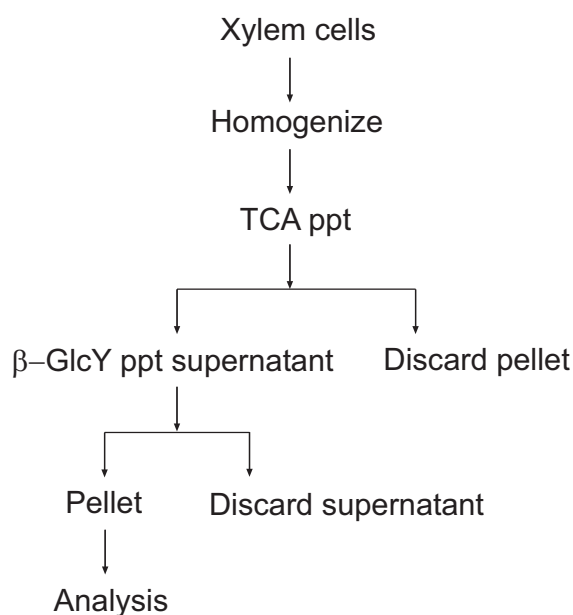 Xylem cells
Homogenize
TCA ppt
β–GlcY ppt supernatant
Discard pellet
Pellet
Discard supernatant
Analysis